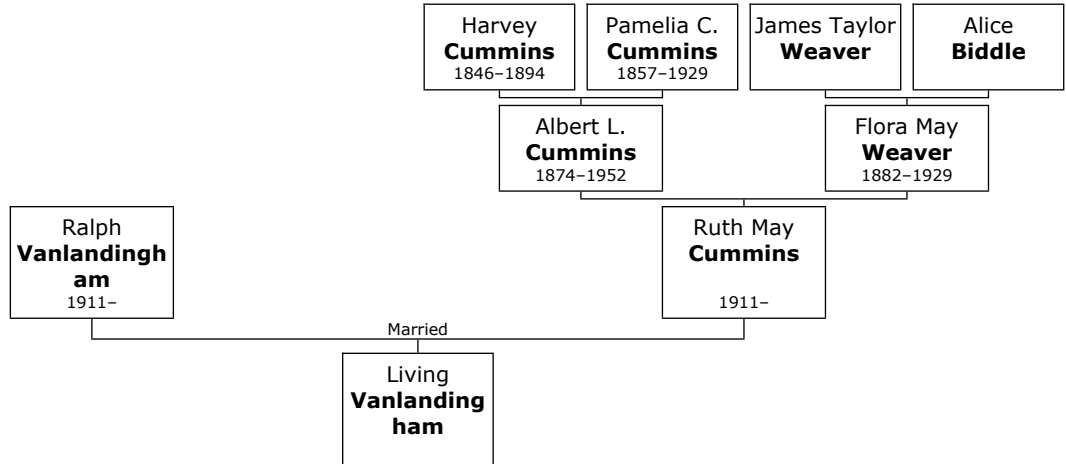 Harvey
Cummins
1846–1894
Pamelia C.
Cummins
1857–1929
James Taylor
Weaver
Alice
Biddle
Albert L.
Cummins
1874–1952
Flora May
Weaver
1882–1929
Ralph
Vanlandingh
am
1911–
Ruth May
Cummins
1911–
Married
Living
Vanlanding
ham